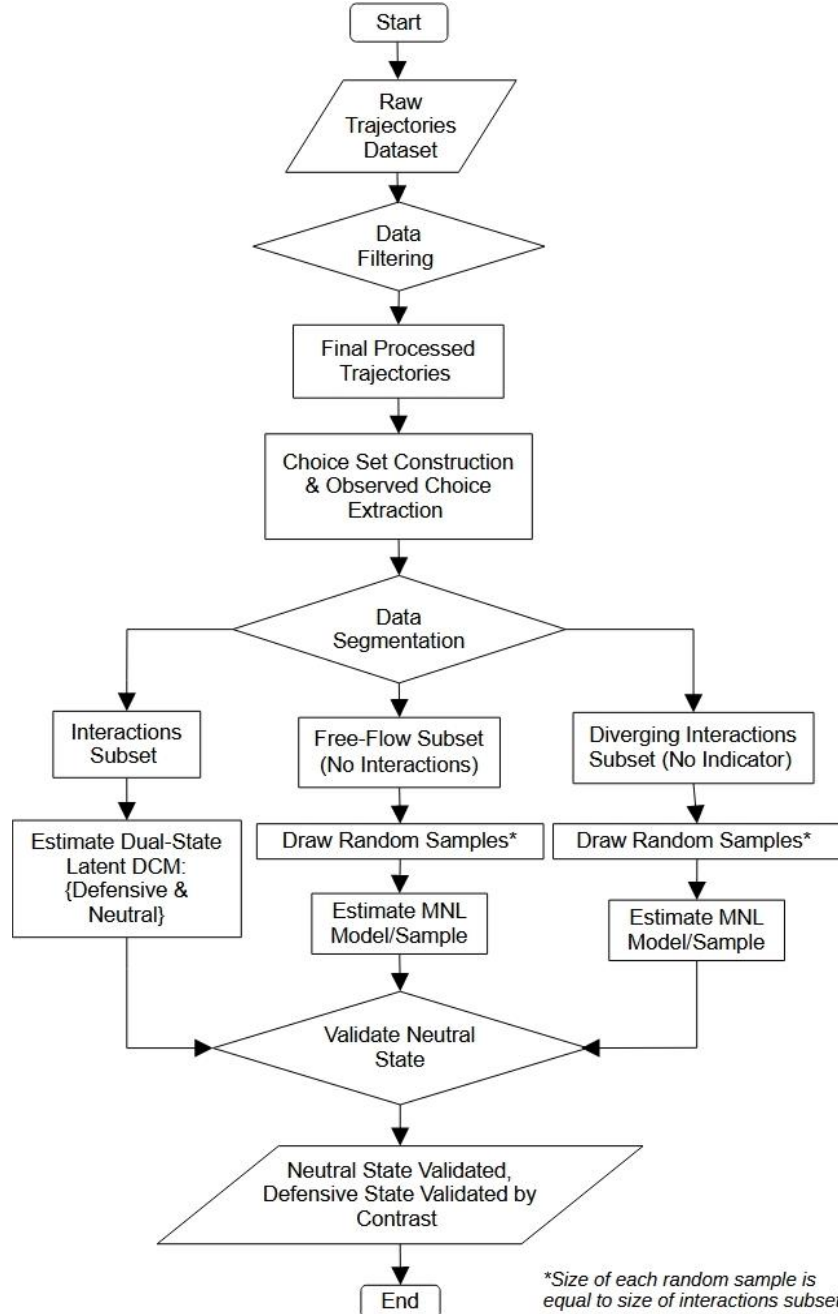 Start
Raw
Trajectories
Dataset
Data
Filtering
Final Processed
Trajectories
Choice Set Construction
& Observed Choice
Extraction
Data
Segmentation
Interactions
Subset
Free-Flow Subset
(No Interactions)
Diverging Interactions
Subset (No Indicator)
Estimate Dual-State
Latent DCM:
{Defensive &
Neutral}
Draw Random Samples*
Draw Random Samples*
Estimate MNL
Model/Sample
Estimate MNL
Model/Sample
Validate Neutral
State
Neutral State Validated,
Defensive State Validated by
Contrast
End
*Size of each random sample is
equal to size of interactions subset